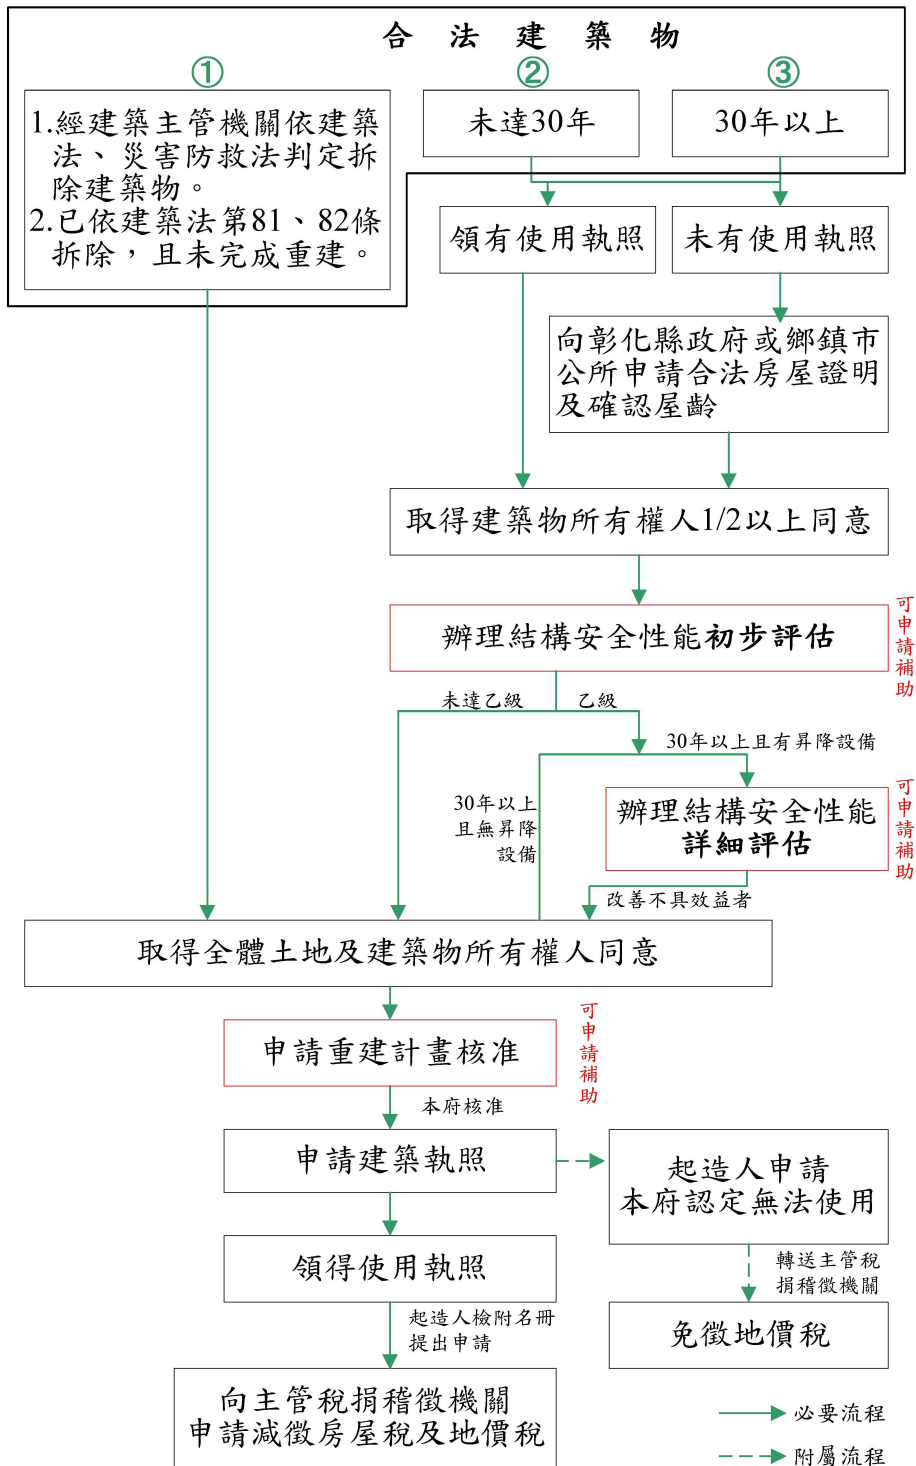 合法建築物
①
②
③
1.經建築主管機關依建築
法、災害防救法判定拆
除建築物。
2.已依建築法第81、82條
拆除，且未完成重建。
未達30年
30年以上
領有使用執照
未有使用執照
向彰化縣政府或鄉鎮市
公所申請合法房屋證明
及確認屋齡
取得建築物所有權人1/2以上同意
辦理結構安全性能初步評估
可申請補助
未達乙級
乙級
30年以上且有昇降設備
30年以上
且無昇降
設備
辦理結構安全性能
詳細評估
可申請補助
改善不具效益者
取得全體土地及建築物所有權人同意
申請重建計畫核准
可申請補助
本府核准
申請建築執照
起造人申請
本府認定無法使用
領得使用執照
轉送主管稅
捐稽徵機關
起造人檢附名冊
提出申請
免徵地價稅
向主管稅捐稽徵機關
申請減徵房屋稅及地價稅
必要流程
附屬流程